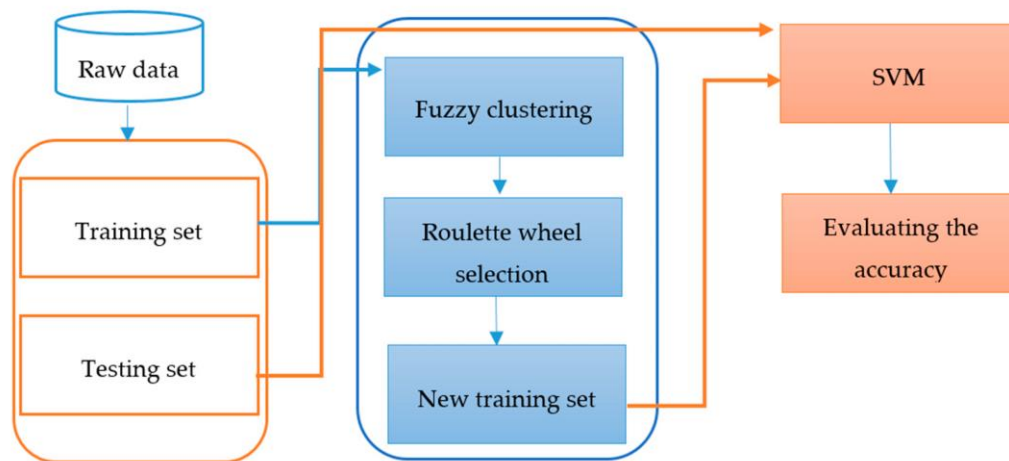 Raw data
Training set
Testing set
Fuzzy clustering
Roulette wheel
selection
New training set
SVM
Evaluating the
accuracy